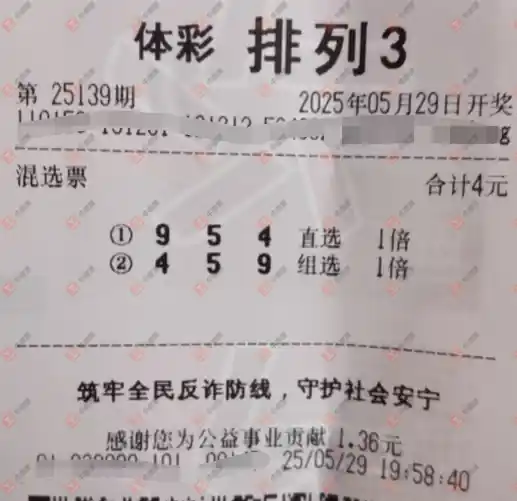 体彩 排列3
第 25139期 2025年05月29日开奖
混选票 合计4元
① 9 5 4 直选 1倍
② 4 5 9 组选 1倍
筑牢全民反诈防线，守护社会安宁
感谢您为公益事业贡献 1.36元
25/05/29 19:58:40